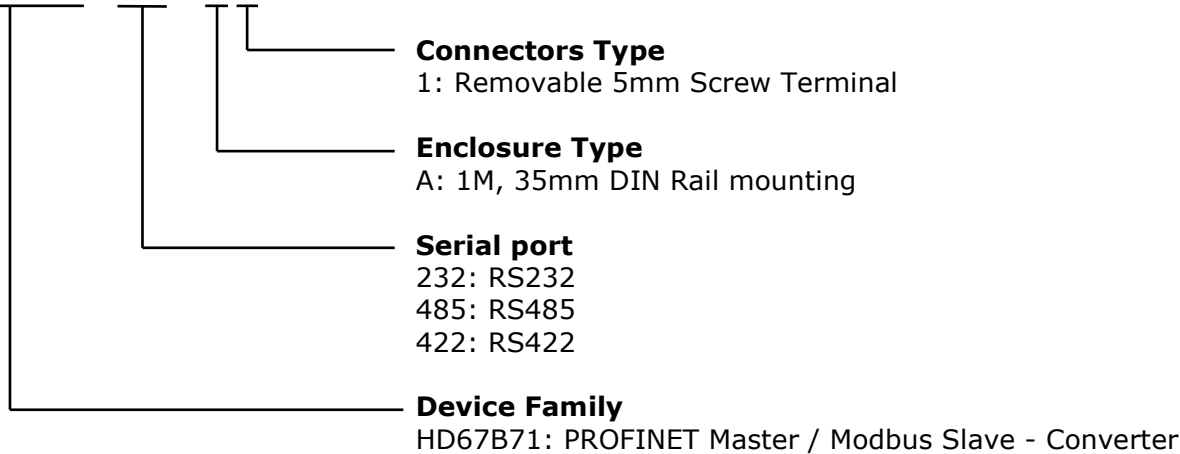 Connectors Type
1: Removable 5mm Screw Terminal
Enclosure Type
A: 1M, 35mm DIN Rail mounting
Serial port
232: RS232
485: RS485
422: RS422
Device Family
HD67B71: PROFINET Master / Modbus Slave - Converter